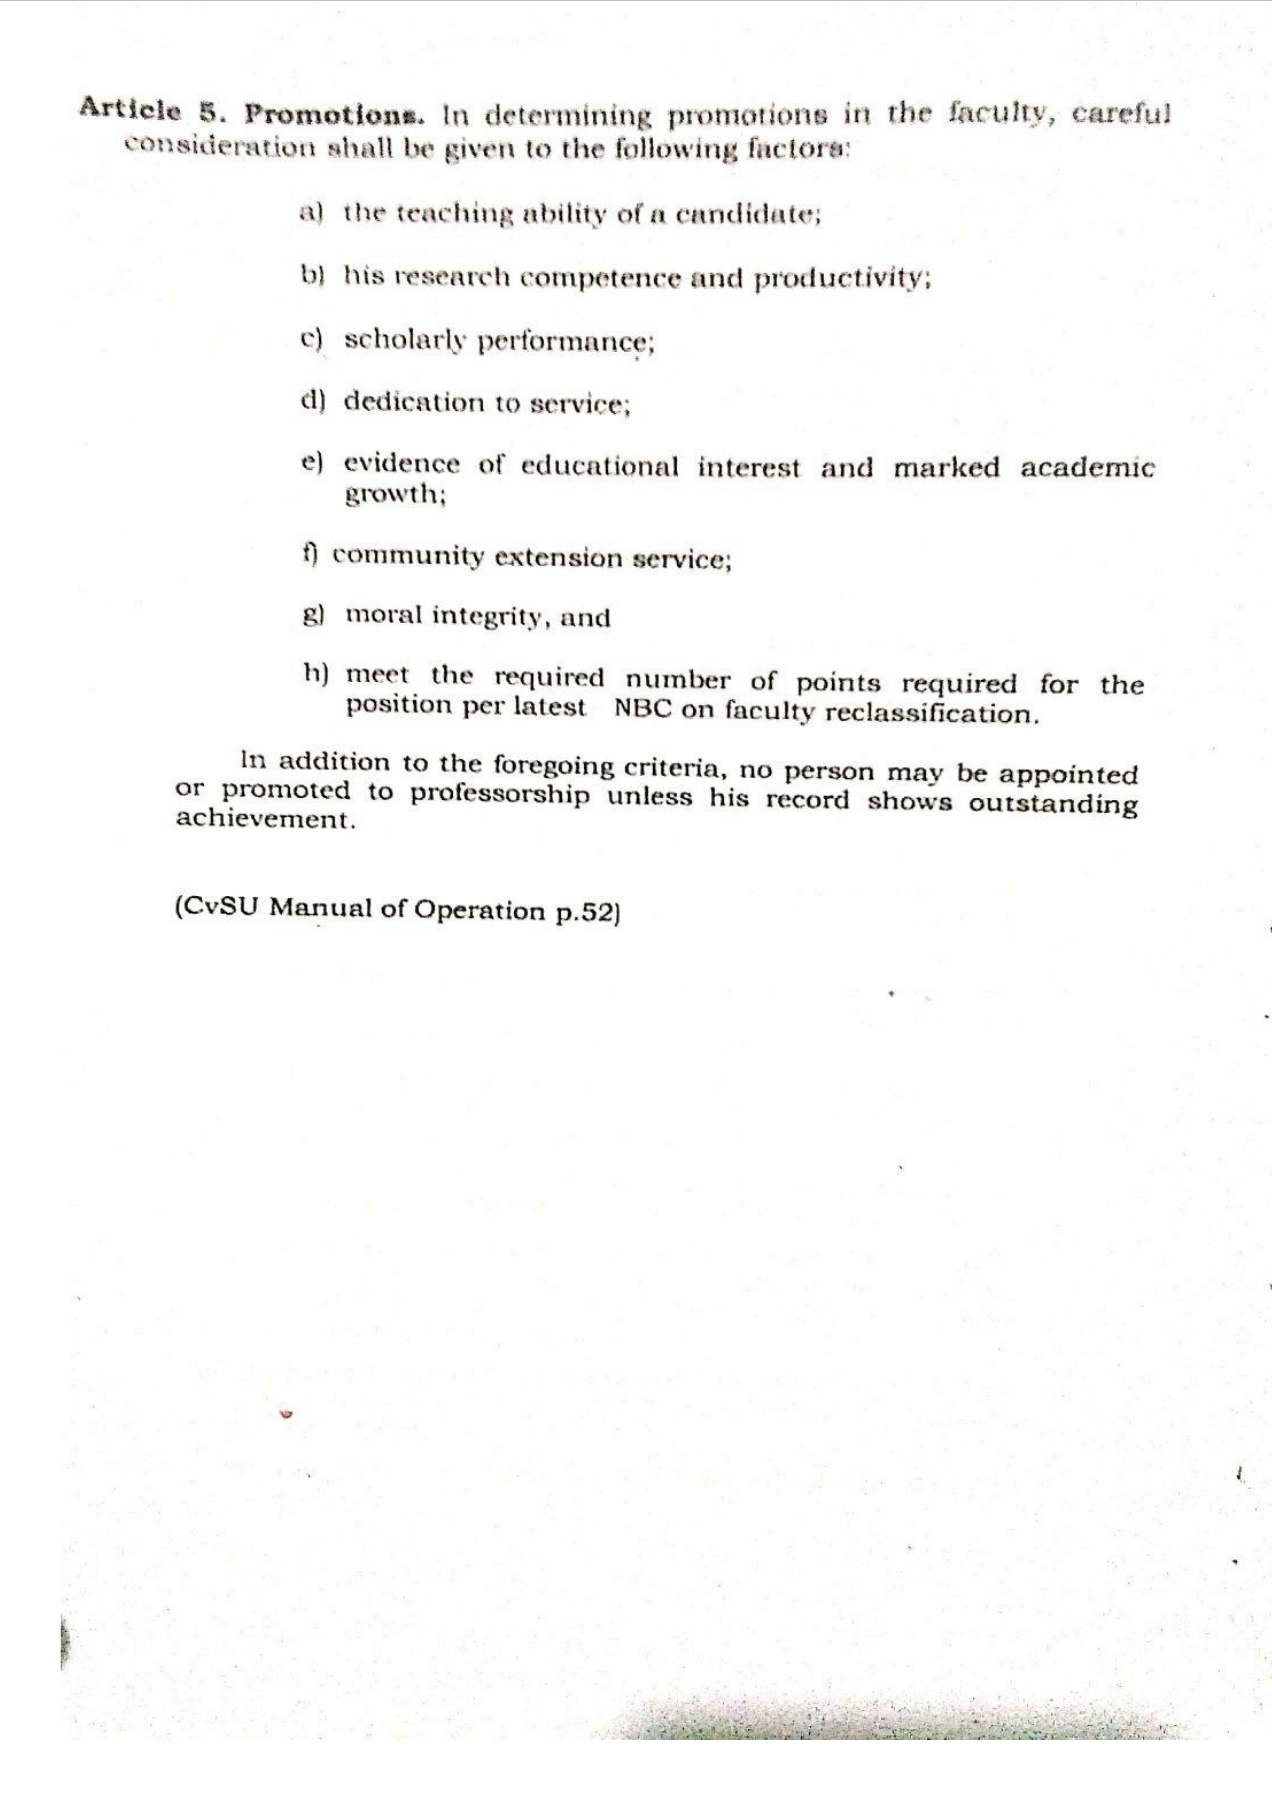 Article 5. Promotions. In determining promotions in the faculty, careful
consideration shall be given to the following factors:
a) the teaching ability of a candidate;
b) his research competence and productivity;
c) scholarly performance;
d) dedication to service;
e) evidence of educational interest and marked academic
growth;
f) community extension service;
g) moral integrity, and
h) meet the required number of points required for the
position per latest NBC on faculty reclassification.
In addition to the foregoing criteria, no person may be appointed
or promoted to professorship unless his record shows outstanding
achievement.
(CvSU Manual of Operation p.52)